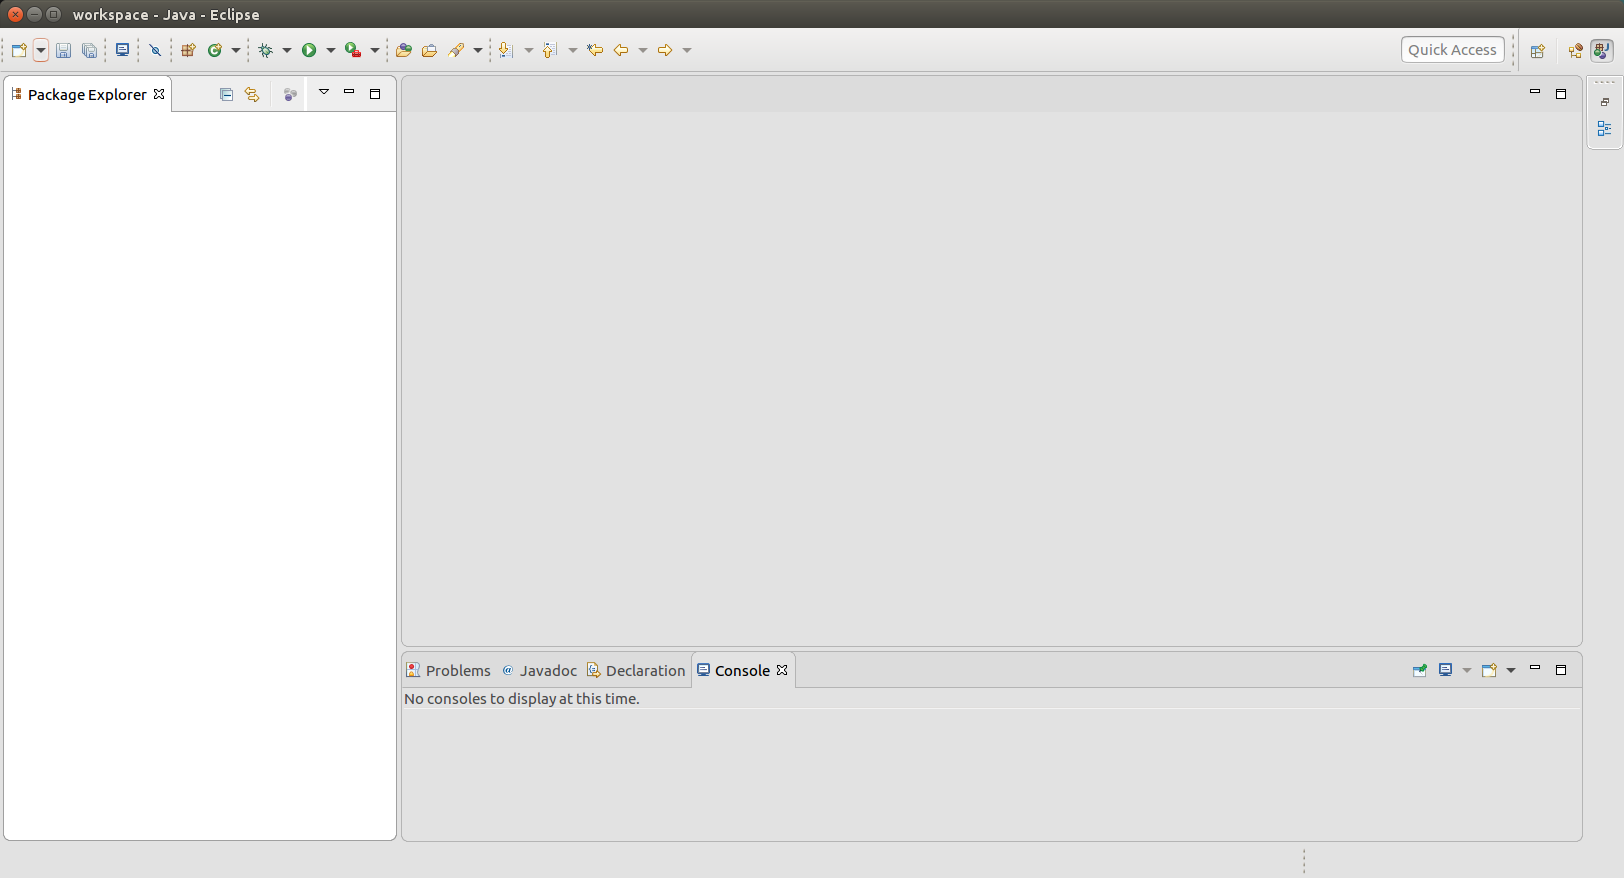 workspace - Java - Eclipse
Quick Access
Package Explorer
Problems @ Javadoc Declaration Console
No consoles to display at this time.